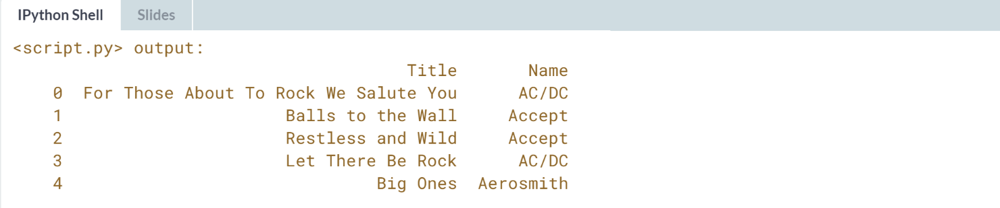 IPython Shell Slides
<script.py> output:
Title Name
0 For Those About To Rock We Salute You AC/DC
1 Balls to the Wall Accept
2 Restless and Wild Accept
3 Let There Be Rock AC/DC
4 Big Ones Aerosmith